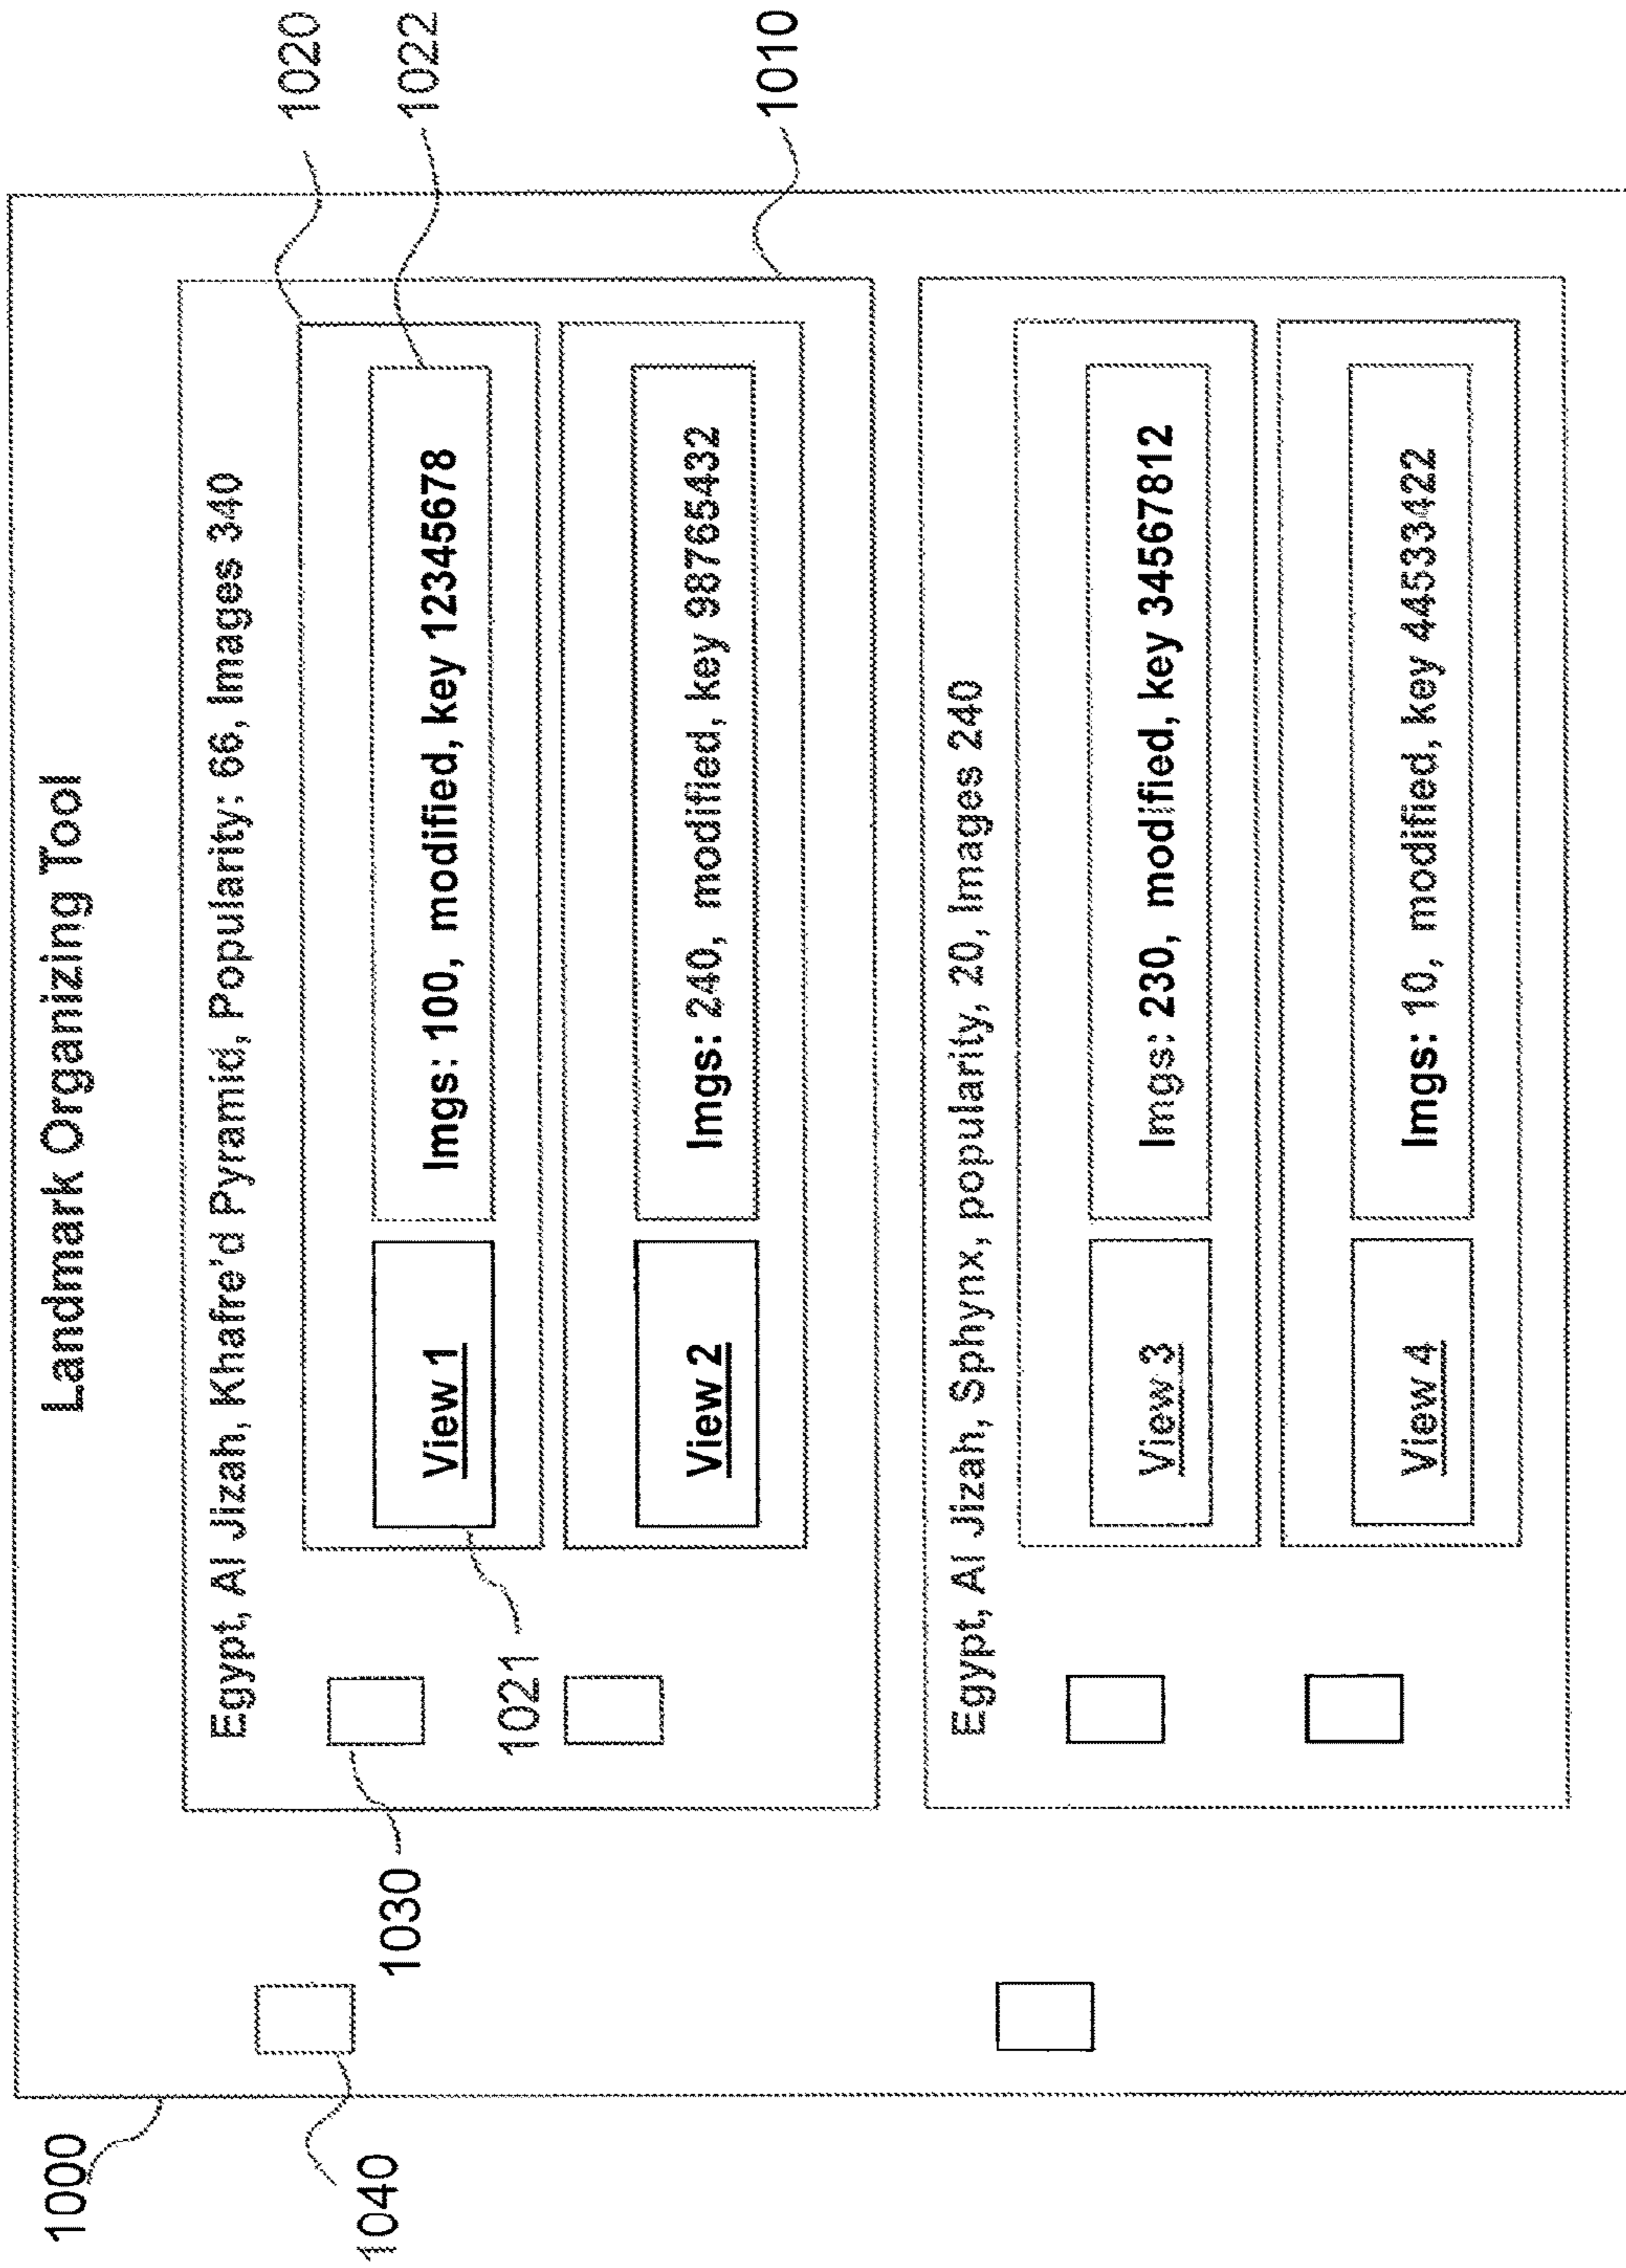 Landmark Organizing Tool
1000
1040
Egypt, Al Jizah, Khafre'd Pyramid, Popularity; 66, Images 340
1020
1030
View 1
Imgs: 100, modified, key 12345678
1022
1021
View 2
Imgs: 240, modified, key 98765432
1010
Egypt, Al Jizah, Sphynx, popularity, 20, Images 240
View 3
Imgs: 230, modified, key 34567812
View 4
Imgs: 10, modified, key 44533422